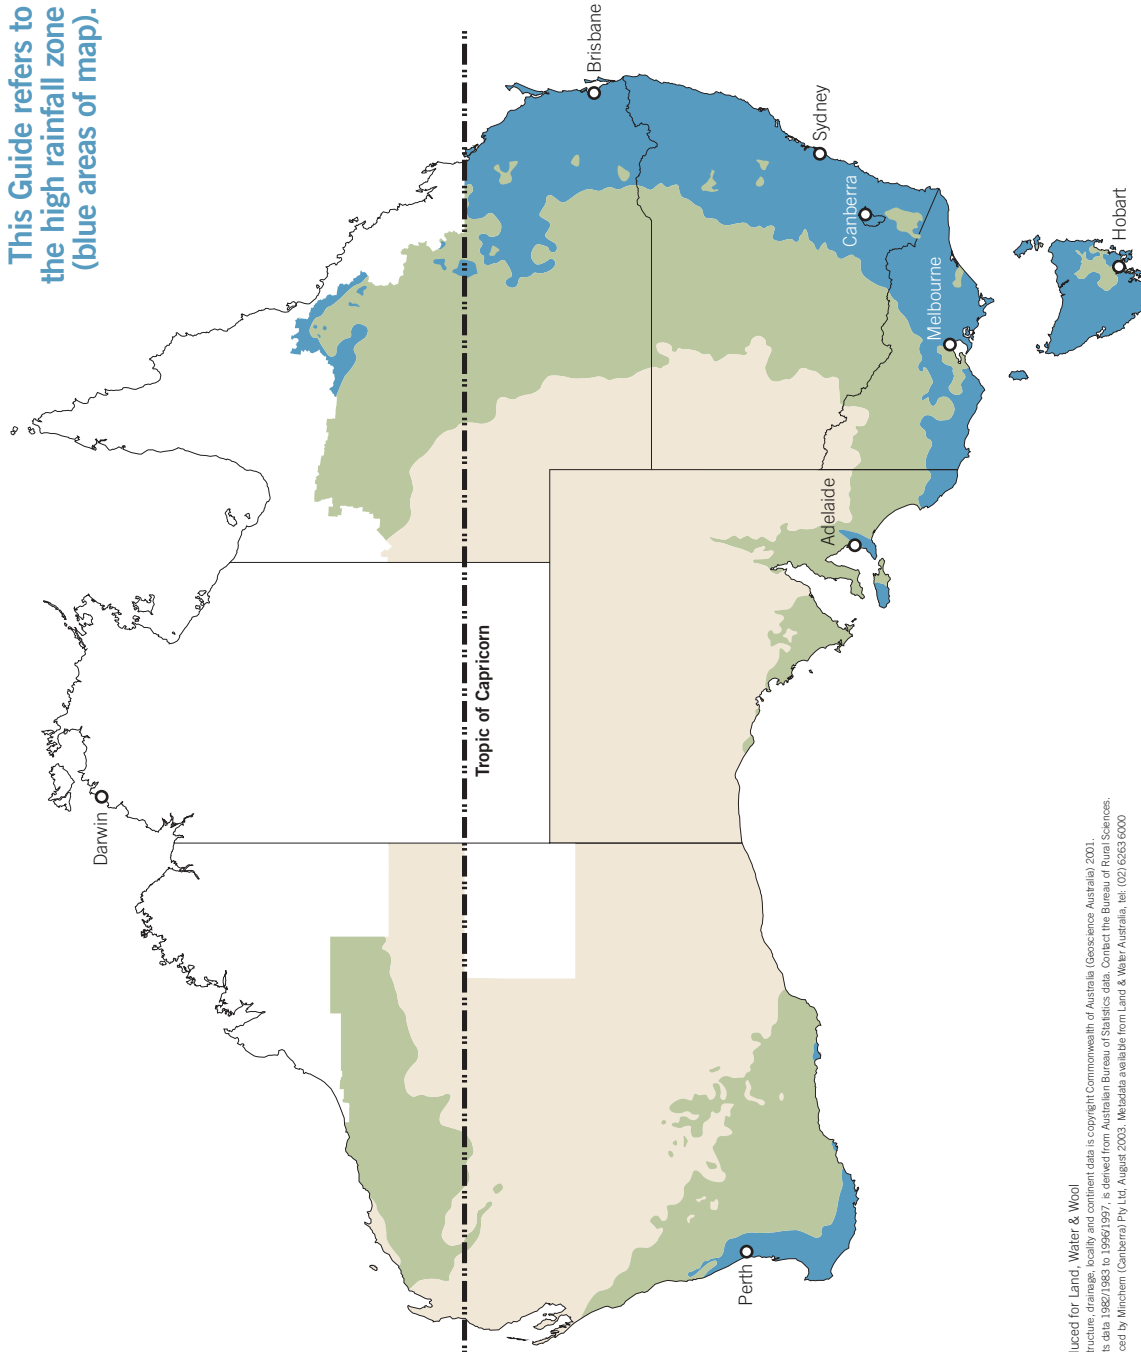 This Guide refers to
the high rainfall zone
(blue areas of map).
Brisbane
Sydney
Canberra
Melbourne
Hobart
Adelaide
Tropic of Capricorn
Darwin
Perth
luced for Land, Water & Wool
tructure, drainage, locality and continent data is copyright Commonwealth of Australia (Geoscience Australia) 2001.
ts data 1982/1983 to 1996/1997, is derived from Australian Bureau of Statistics data. Contact the Bureau of Rural Sciences.
ced by Minchem (Canberra) Pty Ltd, August 2003. Metadata available from Land & Water Australia, tel: (02) 6263 6000